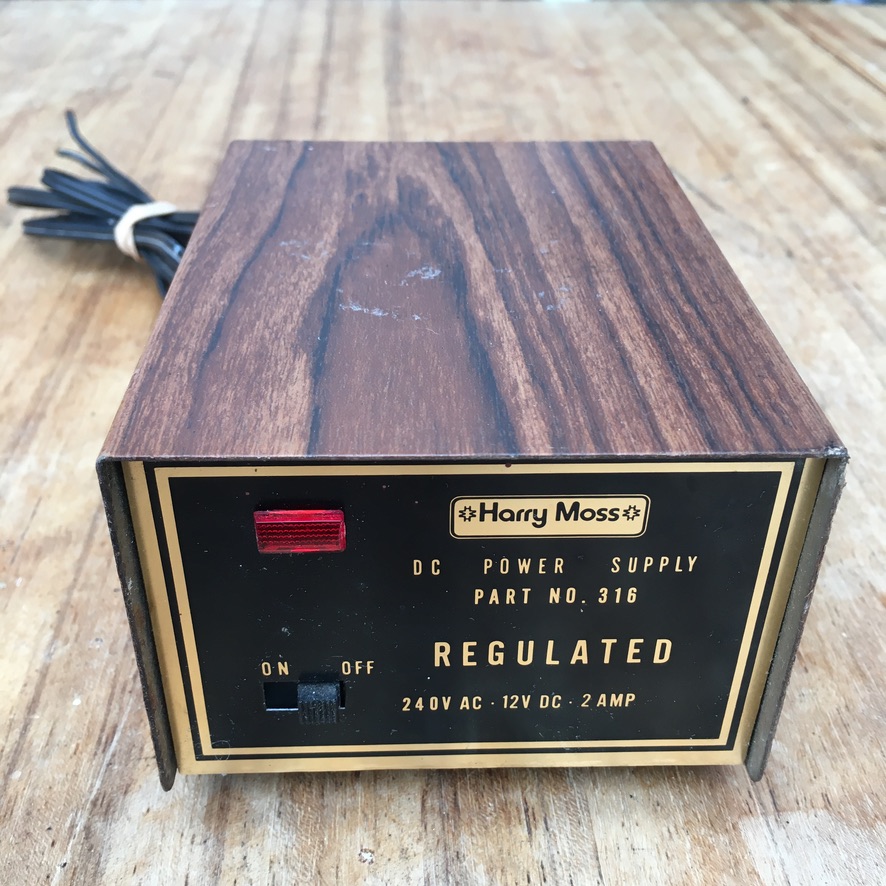 Harry Moss
DC POWER SUPPLY
PART NO. 316
REGULATED
ON OFF
240V AC · 12V DC · 2 AMP